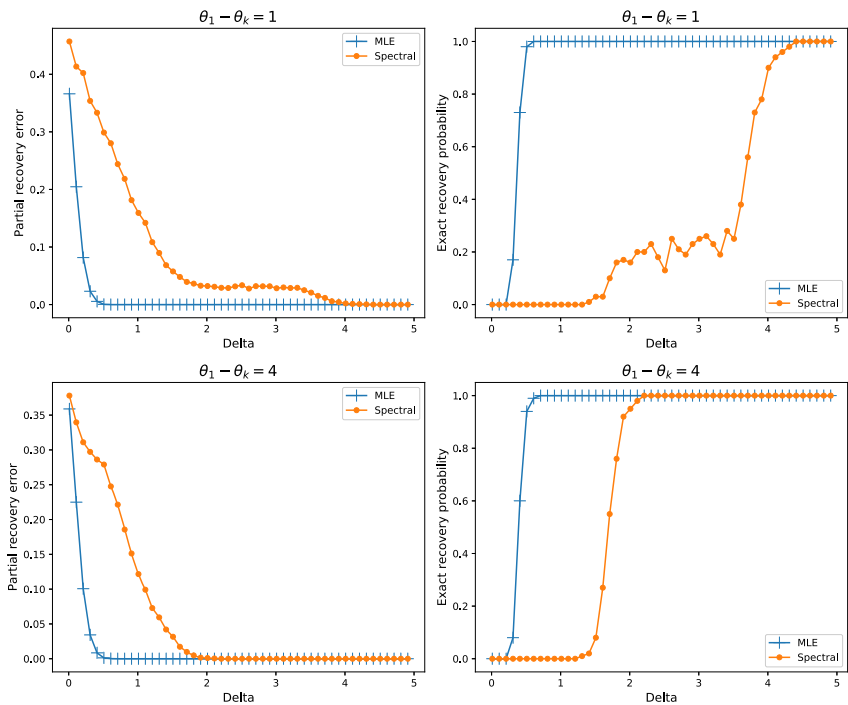 θ₁ − θₖ = 1
Partial recovery error
0.4
0.3
0.2
0.1
0.0
MLE
Spectral
0 1 2 3 4 5
Delta
θ₁ − θₖ = 1
Exact recovery probability
1.0
0.8
0.6
0.4
0.2
0.0
MLE
Spectral
0 1 2 3 4 5
Delta
θ₁ − θₖ = 4
Partial recovery error
0.35
0.30
0.25
0.20
0.15
0.10
0.05
0.00
MLE
Spectral
0 1 2 3 4 5
Delta
θ₁ − θₖ = 4
Exact recovery probability
1.0
0.8
0.6
0.4
0.2
0.0
MLE
Spectral
0 1 2 3 4 5
Delta